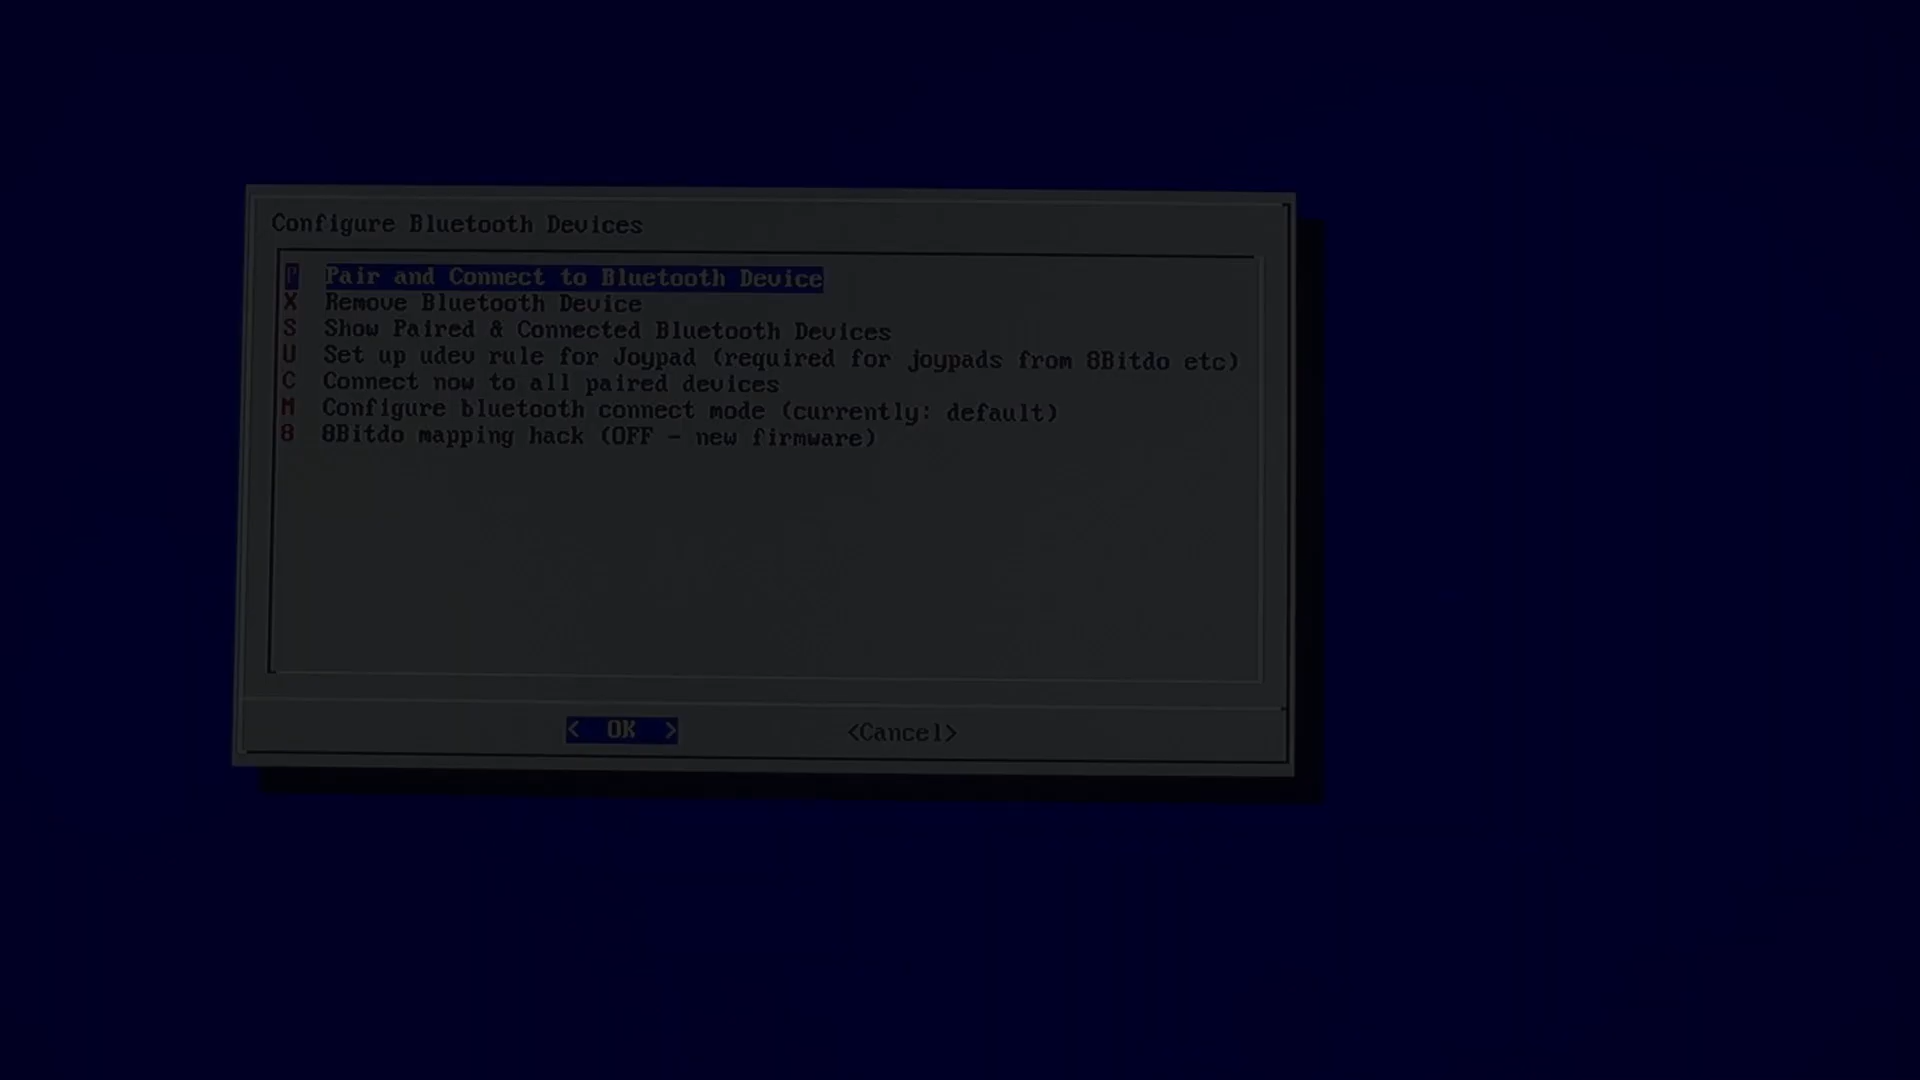 Configure Bluetooth Devices
P Pair and Connect to Bluetooth Device
X Remove Bluetooth Device
S Show Paired & Connected Bluetooth Devices
U Set up udev rule for Joypad (required for joypads from 8Bitdo etc)
C Connect now to all paired devices
M Configure bluetooth connect mode (currently: default)
8 8Bitdo mapping hack (OFF - new firmware)
< OK > <Cancel>